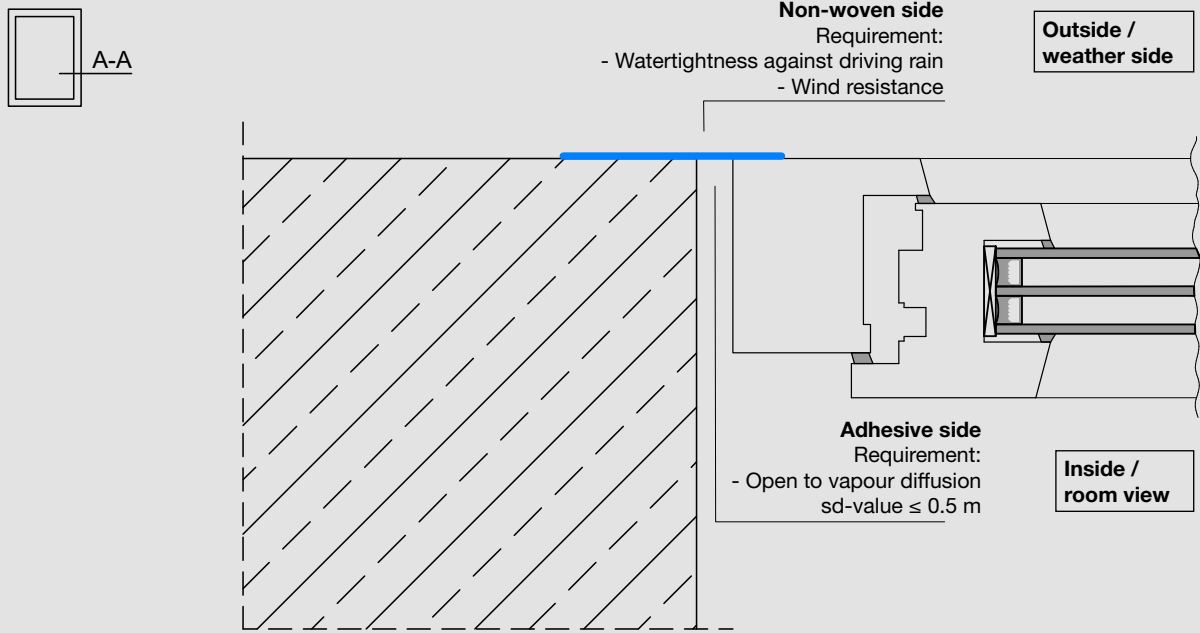 A-A
Non-woven side
Requirement:
- Watertightness against driving rain
- Wind resistance
Outside /
weather side
Adhesive side
Requirement:
- Open to vapour diffusion
sd-value ≤ 0.5 m
Inside /
room view